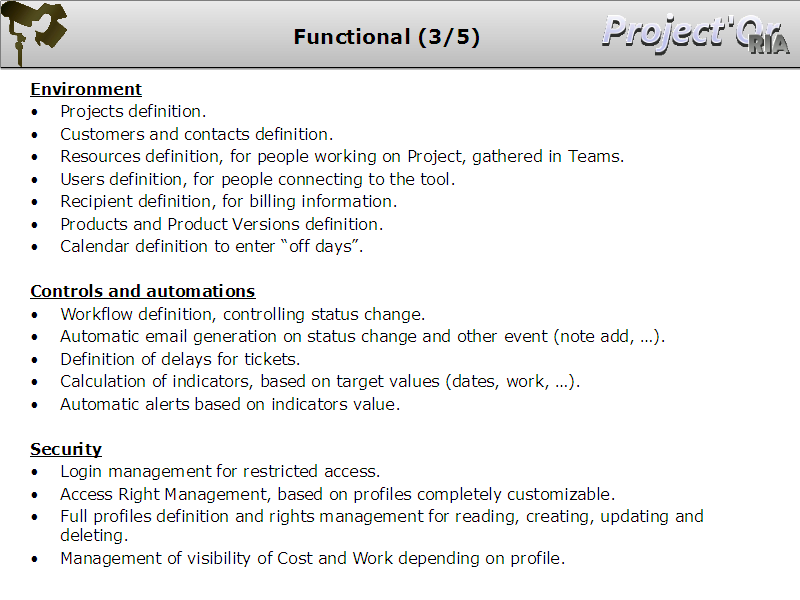 Functional (3/5)
Project'Or
RIA
Environment
• Projects definition.
• Customers and contacts definition.
• Resources definition, for people working on Project, gathered in Teams.
• Users definition, for people connecting to the tool.
• Recipient definition, for billing information.
• Products and Product Versions definition.
• Calendar definition to enter “off days”.
Controls and automations
• Workflow definition, controlling status change.
• Automatic email generation on status change and other event (note add, …).
• Definition of delays for tickets.
• Calculation of indicators, based on target values (dates, work, …).
• Automatic alerts based on indicators value.
Security
• Login management for restricted access.
• Access Right Management, based on profiles completely customizable.
• Full profiles definition and rights management for reading, creating, updating and
deleting.
• Management of visibility of Cost and Work depending on profile.